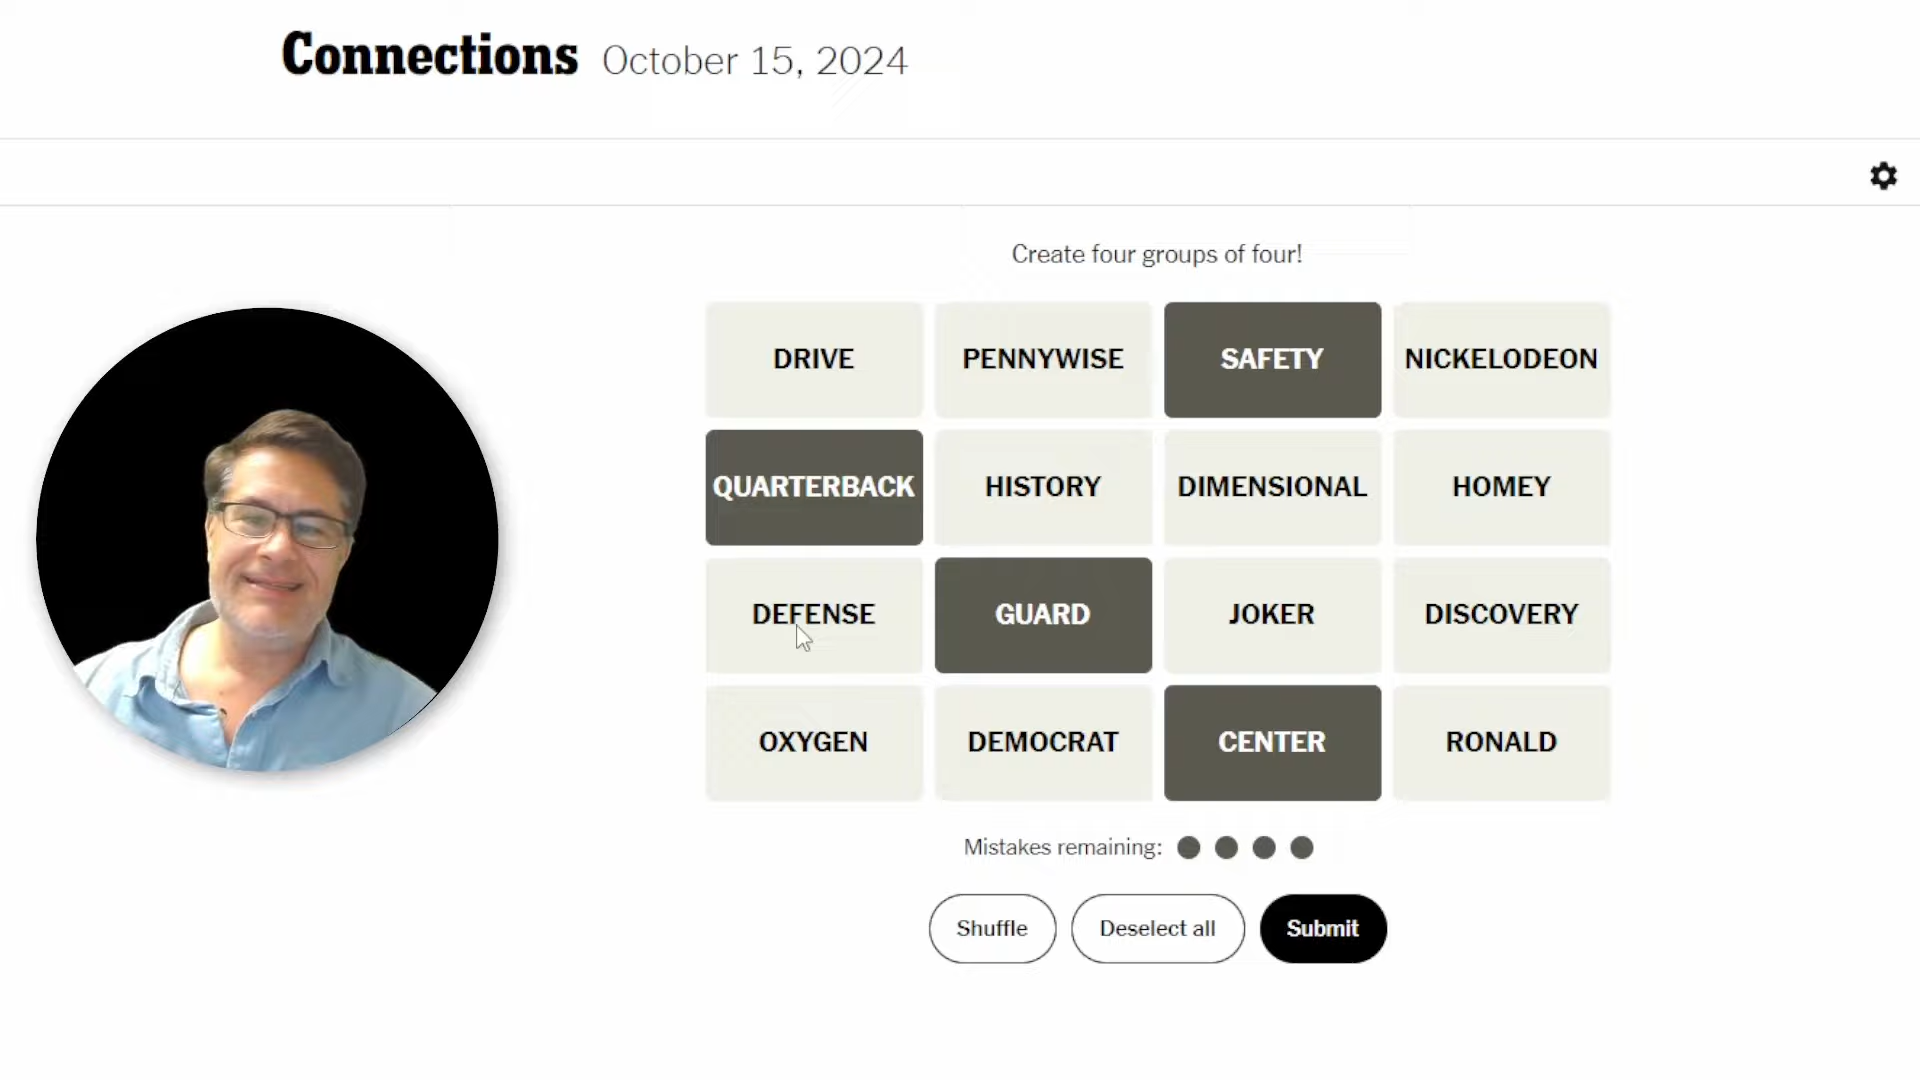 Connections October 15, 2024
Create four groups of four!
DRIVE PENNYWISE SAFETY NICKELODEON
QUARTERBACK HISTORY DIMENSIONAL HOMEY
DEFENSE GUARD JOKER DISCOVERY
OXYGEN DEMOCRAT CENTER RONALD
Mistakes remaining:
Shuffle Deselect all Submit